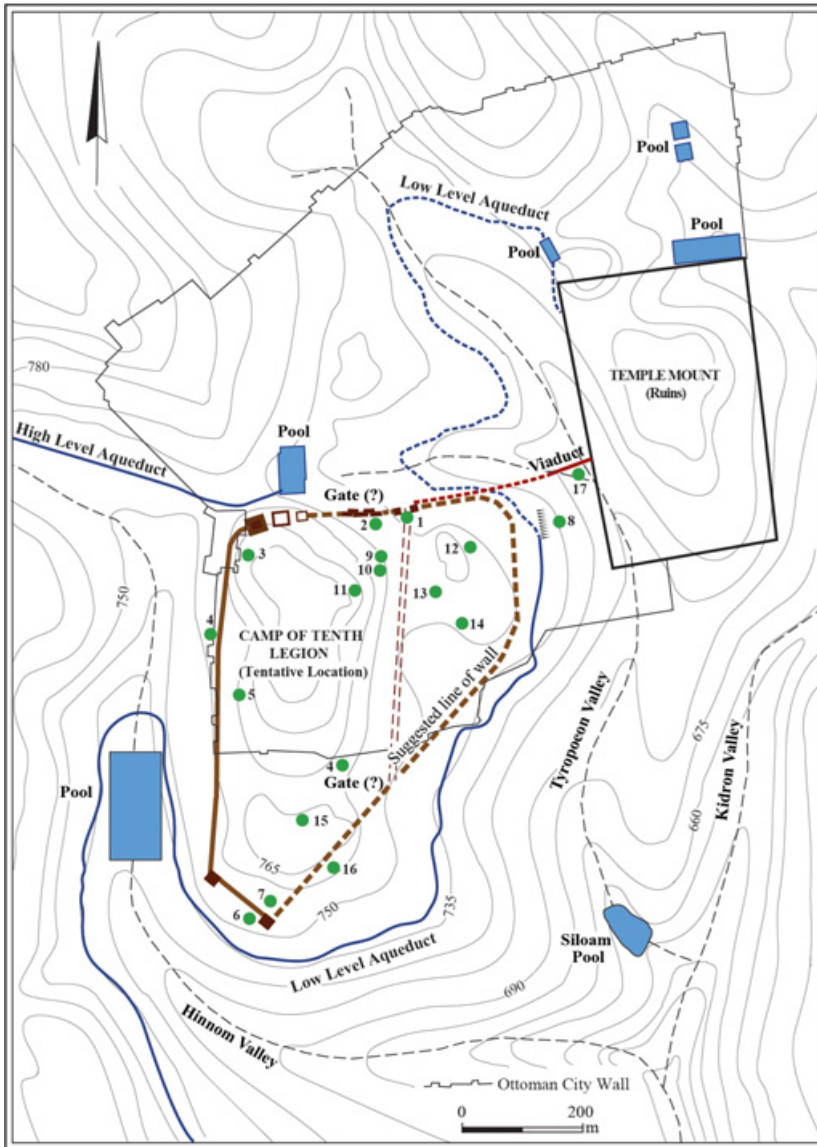 Pool
Low Level Aqueduct
Pool
Pool
TEMPLE MOUNT
(Ruins)
780
High Level Aqueduct
Pool
Viaduct
17
Gate (?)
1
2
8
3
9
12
10
750
11
13
14
4
CAMP OF TENTH
LEGION
(Tentative Location)
5
Suggested line of wall
675
Tyropoeon Valley
Kidron Valley
4
Gate (?)
Pool
15
660
765
16
7
6
750
735
Siloam
Pool
Low Level Aqueduct
690
Hinnom Valley
Ottoman City Wall
0
200
m